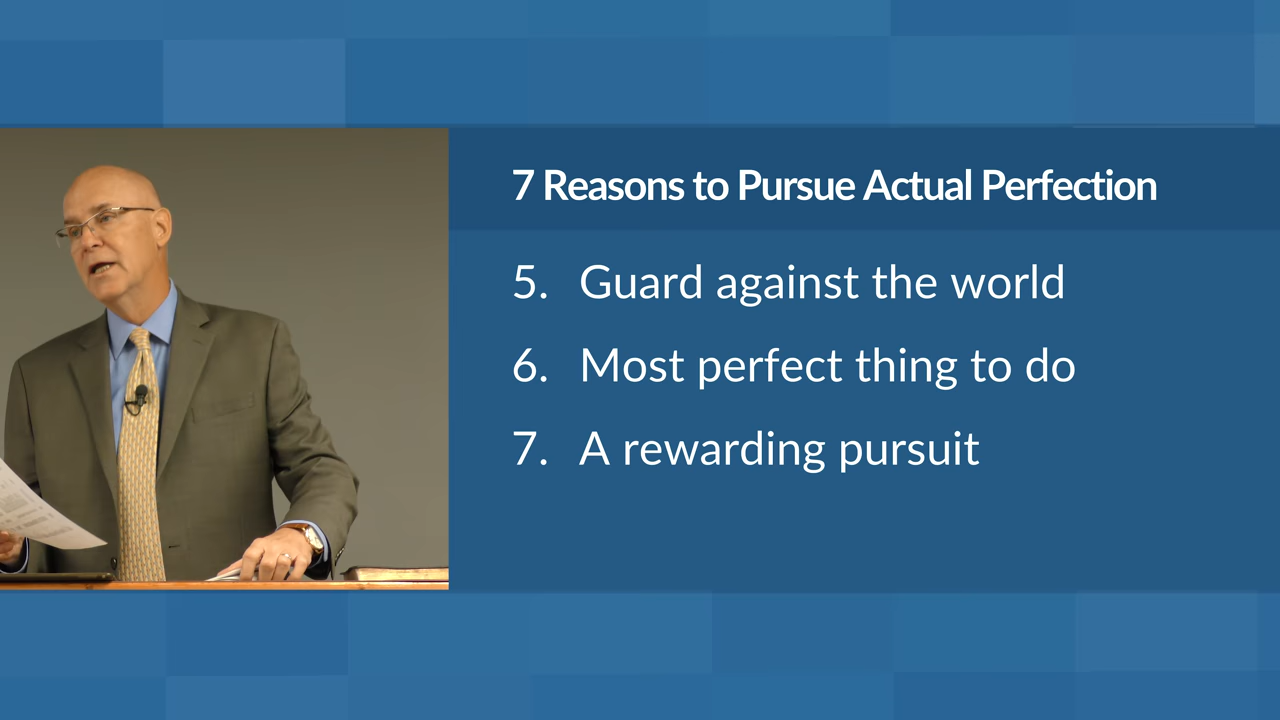 7 Reasons to Pursue Actual Perfection
5. Guard against the world
6. Most perfect thing to do
7. A rewarding pursuit